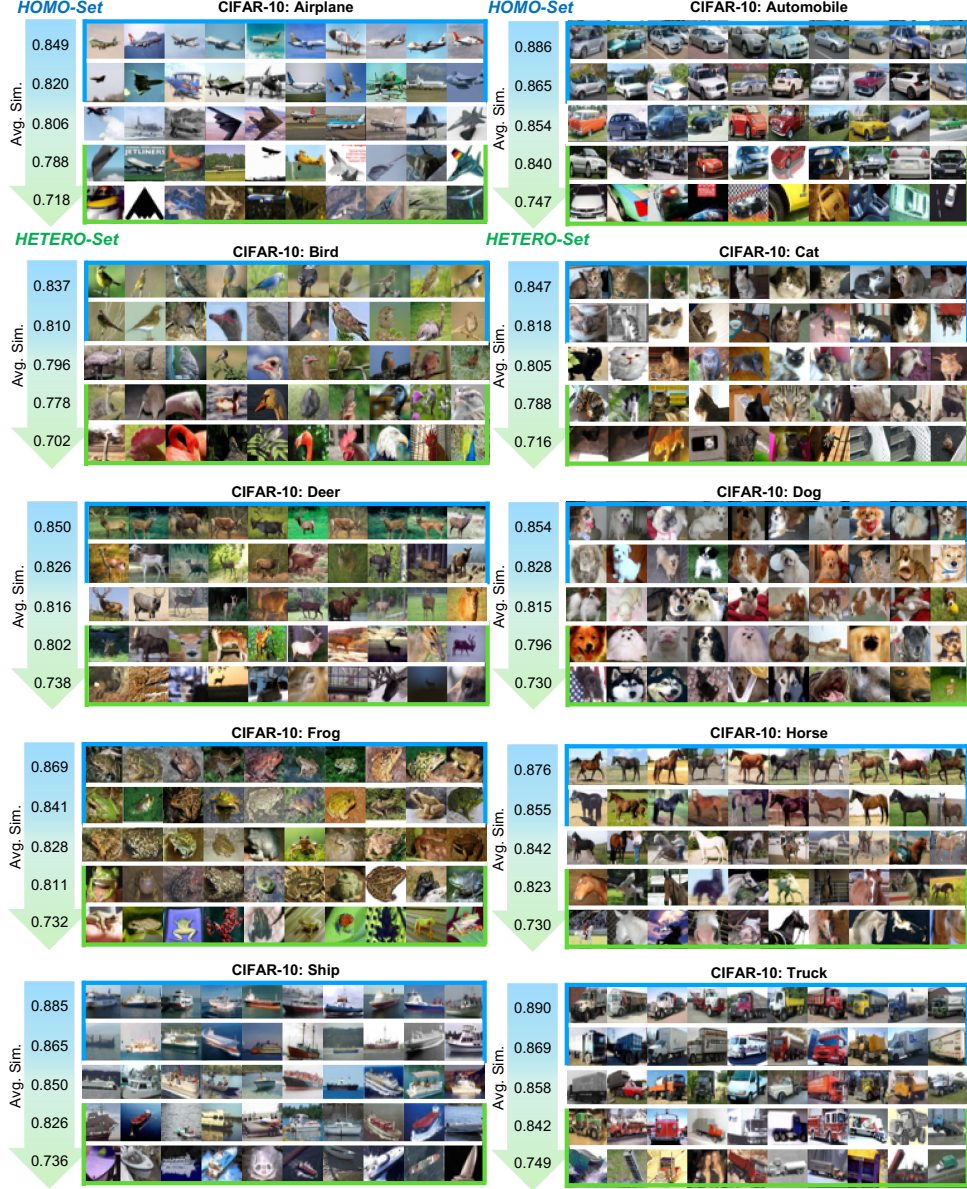 HOMO-Set
CIFAR-10: Airplane
0.849
0.820
0.806
0.788
0.718
Avg. Sim.
JETLINERS
HETERO-Set
HOMO-Set
CIFAR-10: Automobile
0.886
0.865
0.854
0.840
0.747
Avg. Sim.
HETERO-Set
CIFAR-10: Bird
0.837
0.810
0.796
0.778
0.702
Avg. Sim.
CIFAR-10: Cat
0.847
0.818
0.805
0.788
0.716
Avg. Sim.
CIFAR-10: Deer
0.850
0.826
0.816
0.802
0.738
Avg. Sim.
CIFAR-10: Dog
0.854
0.828
0.815
0.796
0.730
Avg. Sim.
CIFAR-10: Frog
0.869
0.841
0.828
0.811
0.732
Avg. Sim.
CIFAR-10: Horse
0.876
0.855
0.842
0.823
0.730
Avg. Sim.
CIFAR-10: Ship
0.885
0.865
0.850
0.826
0.736
Avg. Sim.
CIFAR-10: Truck
0.890
0.869
0.858
0.842
0.749
Avg. Sim.